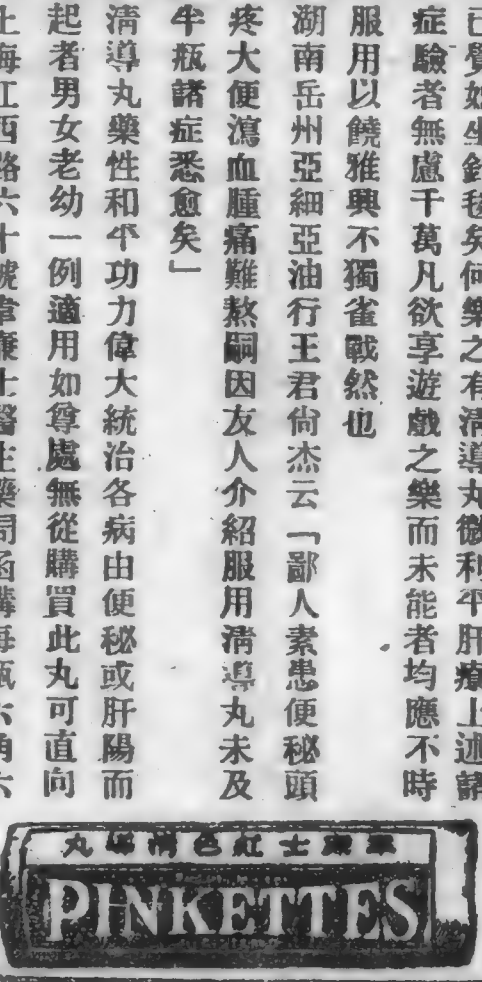 已覺如坐針毡矣何樂之有清導丸微利平肝療上述諸
症驗者無慮千萬凡欲享遊戲之樂而未能者均應不時
服用以饒雅興不獨雀戰然也
湖南岳州亞細亞油行王君尙杰云「鄙人素患便秘頭
疼大便瀉血腫痛難熬嗣因友人介紹服用淸導丸未及
半瓶諸症悉愈矣」
淸導丸藥性和平功力偉大統治各病由便秘或肝陽而
起者男女老幼一例適用如尊處無從購買此丸可直向
上海江西路六十號韋廉士醫生藥局函購每瓶六角六
丸導清色紅士廉韋
PINKETTES